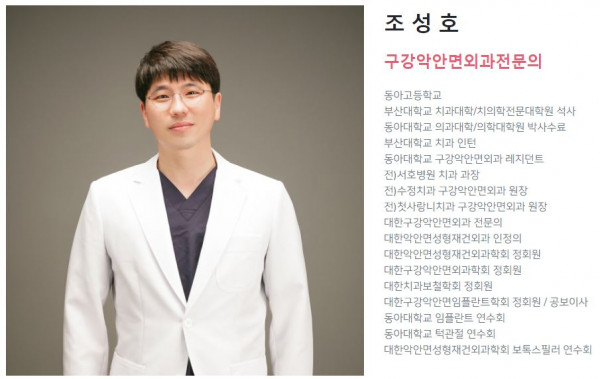 조 성 호
구강악안면외과전문의
동아고등학교
부산대학교 치과대학/치의학전문대학원 석사
동아대학교 의과대학/의학대학원 박사수료
부산대학교 치과 인턴
동아대학교 구강악안면외과 레지던트
전)서호병원 치과 과장
전)수정치과 구강악안면외과 원장
전)첫사랑니치과 구강악안면외과 원장
대한구강악안면외과 전문의
대한악안면성형재건외과 인정의
대한악안면성형재건외과학회 정회원
대한구강악안면외과학회 정회원
대한치과보철학회 정회원
대한구강악안면임플란트학회 정회원 / 공보이사
동아대학교 임플란트 연수회
동아대학교 턱관절 연수회
대한악안면성형재건외과학회 보톡스필러 연수회